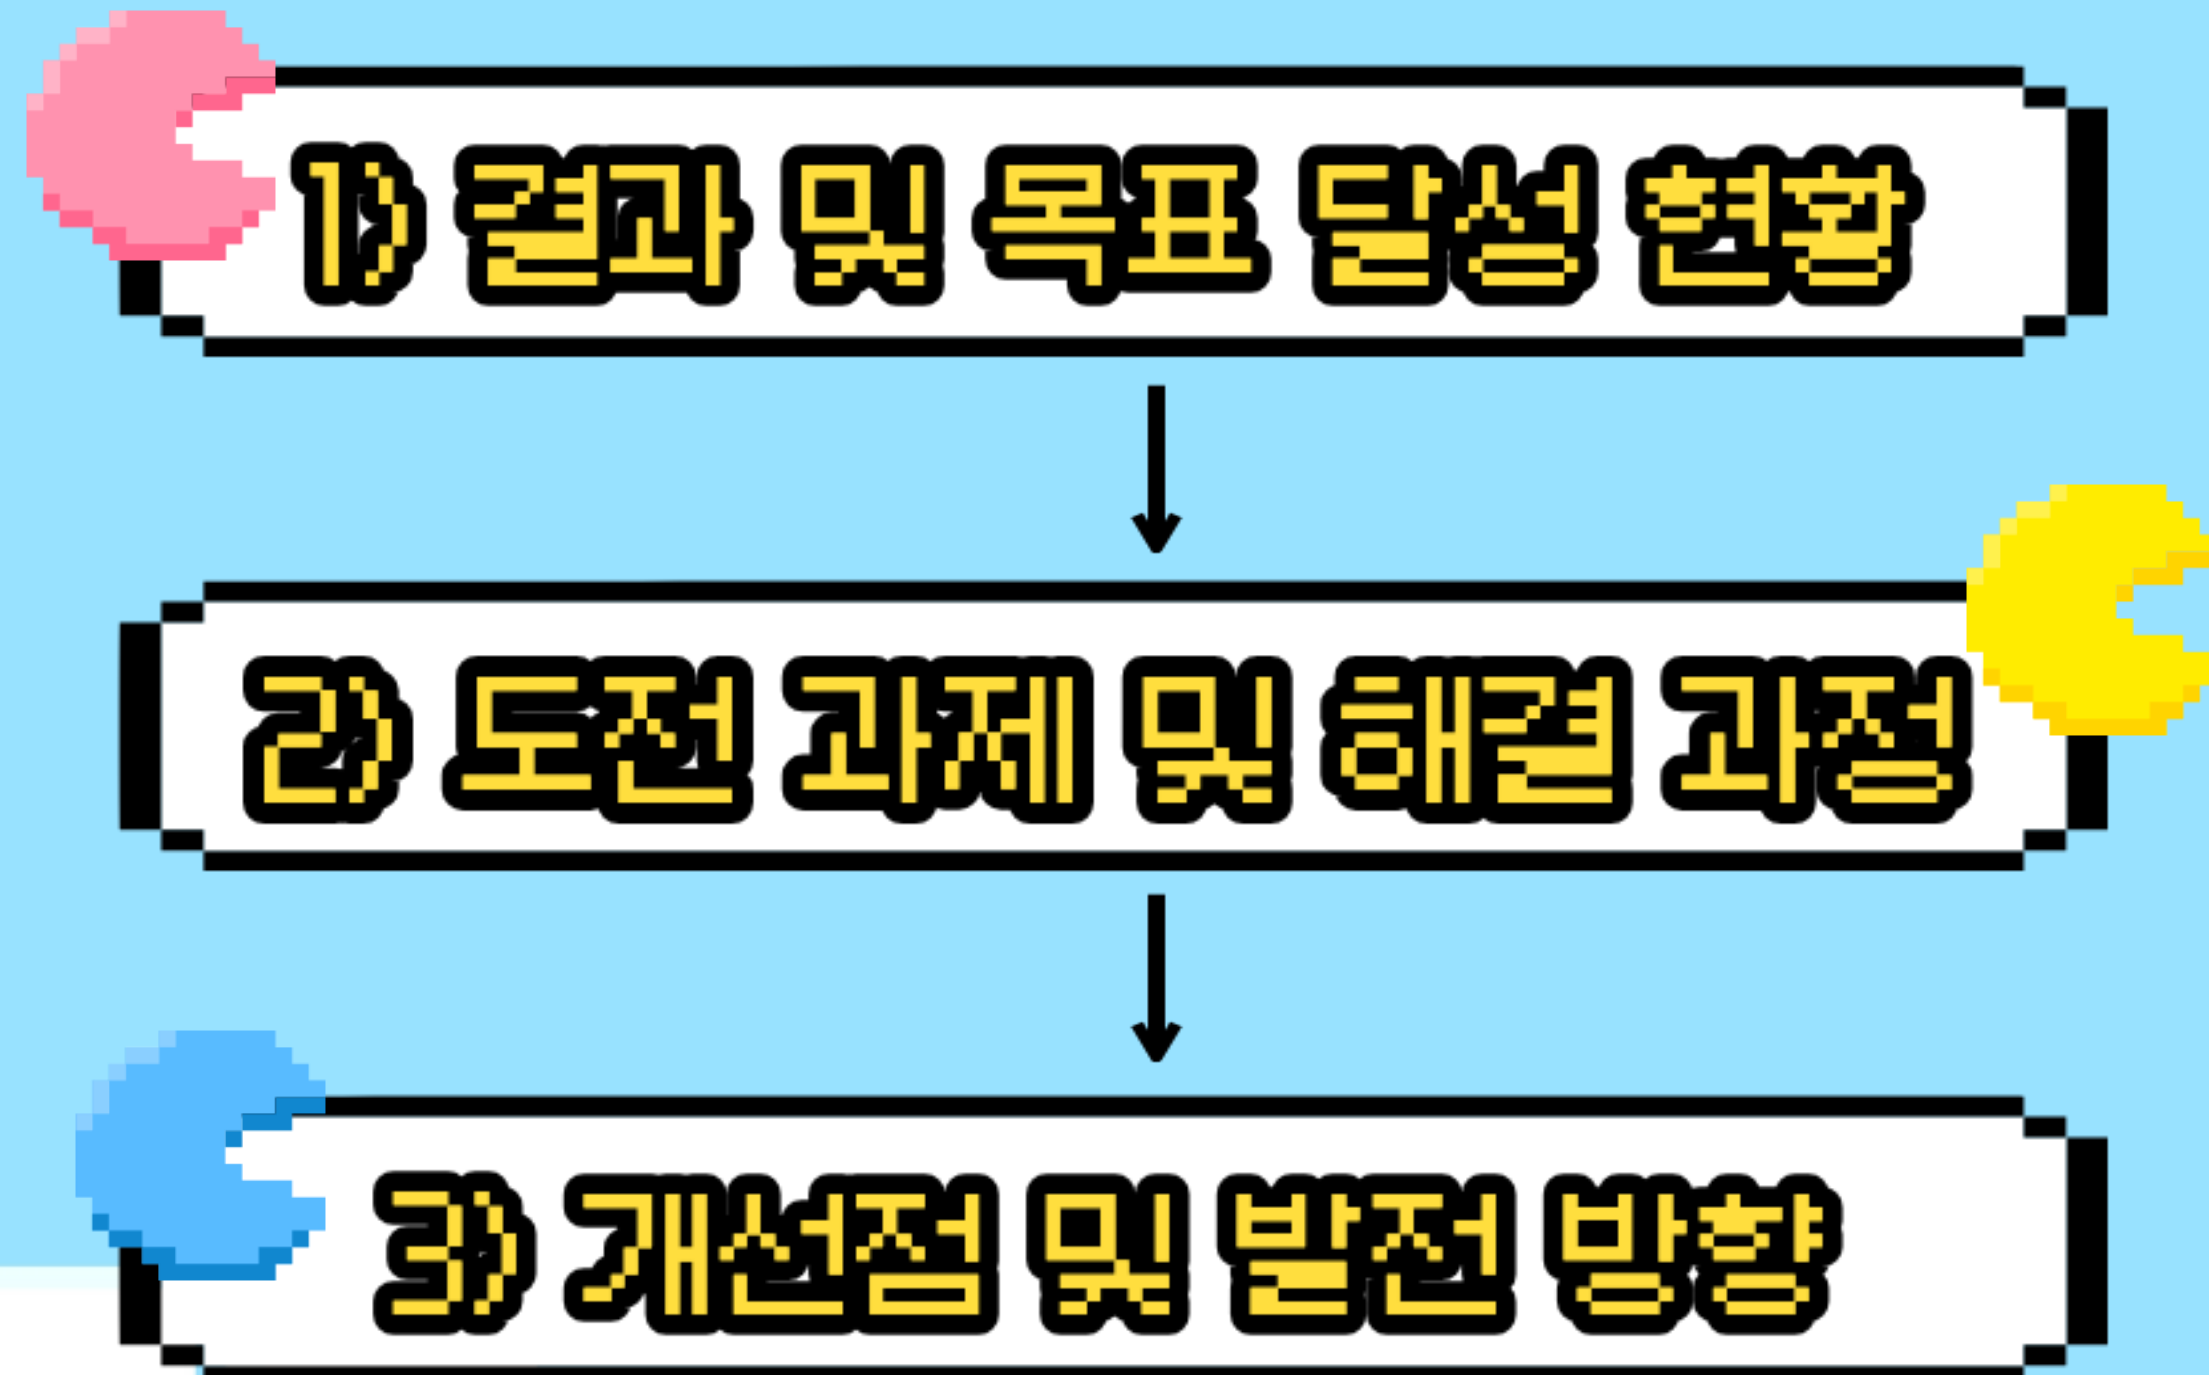 1) 결과 및 목표 달성 현황
2) 도전 과제 및 해결 과정
3) 개선점 및 발전 방향